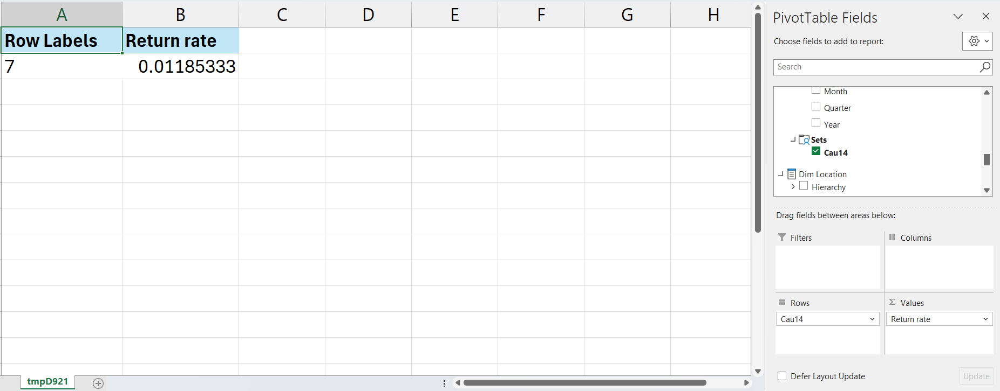 A B C D E F G H
Row Labels Return rate
7 0.01185333
tmpD921
PivotTable Fields
Choose fields to add to report:
Search
Month
Quarter
Year
Sets
Cau14
Dim Location
Hierarchy
Drag fields between areas below:
Filters Columns
Rows Values
Cau14 Return rate
Defer Layout Update Update